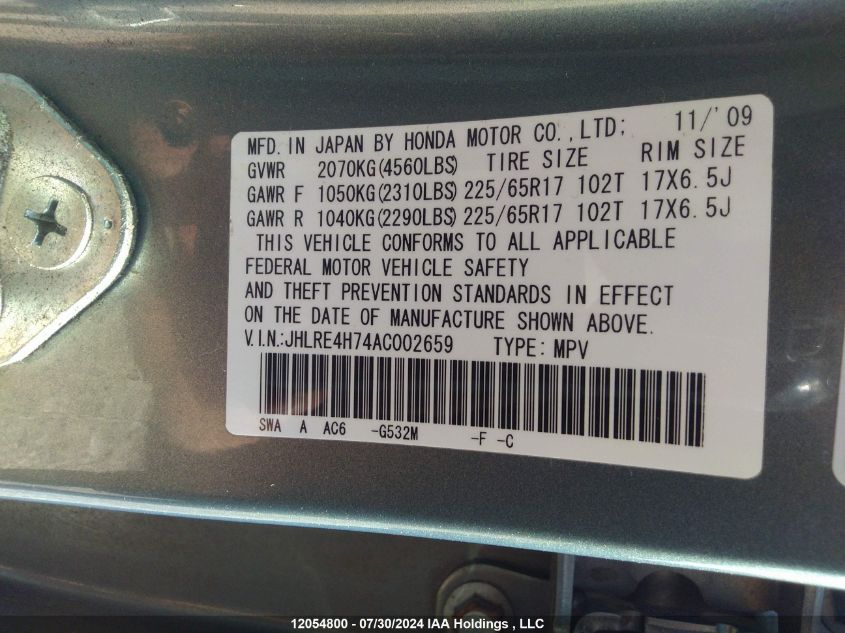 MFD. IN JAPAN BY HONDA MOTOR CO.,LTD: 11/'09
GVWR 2070KG(4560LBS) TIRE SIZE RIM SIZE
GAWR F 1050KG(2310LBS) 225/65R17 102T 17X6.5J
GAWR R 1040KG(2290LBS) 225/65R17 102T 17X6.5J
THIS VEHICLE CONFORMS TO ALL APPLICABLE
FEDERAL MOTOR VEHICLE SAFETY
AND THEFT PREVENTION STANDARDS IN EFFECT
ON THE DATE OF MANUFACTURE SHOWN ABOVE.
V.I.N.:JHLRE4H74AC002659 TYPE: MPV
SWA A AC6 -G532M -F -C
12054800 - 07/30/2024 IAA Holdings , LLC